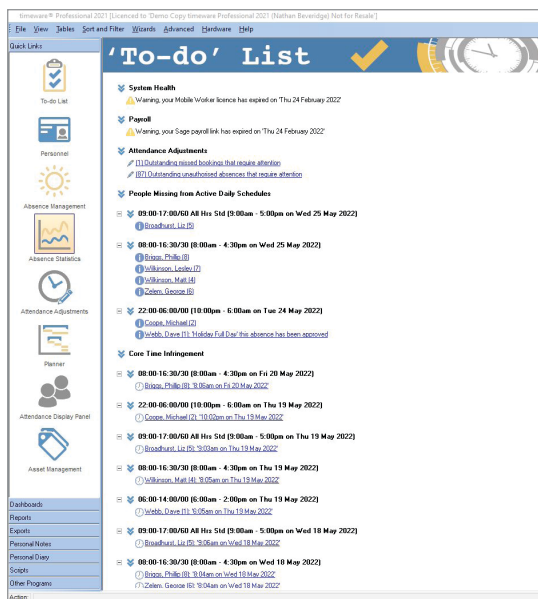 timeware® Professional 2021 [Licenced to 'Demo Copy timeware Professional 2021 (Nathan Beveridge) Not for Resale']
File View Tables Sort and Filter Wizards Advanced Hardware Help
Quick Links
To-do List
Personnel
Absence Management
Absence Statistics
Attendance Adjustments
Planner
Attendance Display Panel
Asset Management
Dashboards
Reports
Exports
Personal Notes
Personal Diary
Scripts
Other Programs
Action:
'To-do' List
System Health
Warning, your Mobile Worker licence has expired on 'Thu 24 February 2022'
Payroll
Warning, your Sage payroll link has expired on 'Thu 24 February 2022'
Attendance Adjustments
(1) Outstanding missed bookings that require attention
(87) Outstanding unauthorised absences that require attention
People Missing from Active Daily Schedules
09:00-17:00/60 All Hrs Std (9:00am - 5:00pm on Wed 25 May 2022)
Broadhurst, Liz (5)
08:00-16:30/30 (8:00am - 4:30pm on Wed 25 May 2022)
Briggs, Phillip (8)
Wilkinson, Lesley (7)
Wilkinson, Matt (4)
Zelem, George (6)
22:00-06:00/00 (10:00pm - 6:00am on Tue 24 May 2022)
Coope, Michael (2)
Webb, Dave (1): 'Holiday Full Day' this absence has been approved
Core Time Infringement
08:00-16:30/30 (8:00am - 4:30pm on Fri 20 May 2022)
Briggs, Phillip (8): '8:06am on Fri 20 May 2022'
22:00-06:00/00 (10:00pm - 6:00am on Thu 19 May 2022)
Coope, Michael (2): '10:02pm on Thu 19 May 2022'
09:00-17:00/60 All Hrs Std (9:00am - 5:00pm on Thu 19 May 2022)
Broadhurst, Liz (5): '9:03am on Thu 19 May 2022'
08:00-16:30/30 (8:00am - 4:30pm on Thu 19 May 2022)
Wilkinson, Matt (4): '8:05am on Thu 19 May 2022'
06:00-14:00/00 (6:00am - 2:00pm on Thu 19 May 2022)
Webb, Dave (1): '6:05am on Thu 19 May 2022'
09:00-17:00/60 All Hrs Std (9:00am - 5:00pm on Wed 18 May 2022)
Broadhurst, Liz (5): '9:06am on Wed 18 May 2022'
08:00-16:30/30 (8:00am - 4:30pm on Wed 18 May 2022)
Briggs, Phillip (8): '8:04am on Wed 18 May 2022'
Zelem, George (6): '8:04am on Wed 18 May 2022'